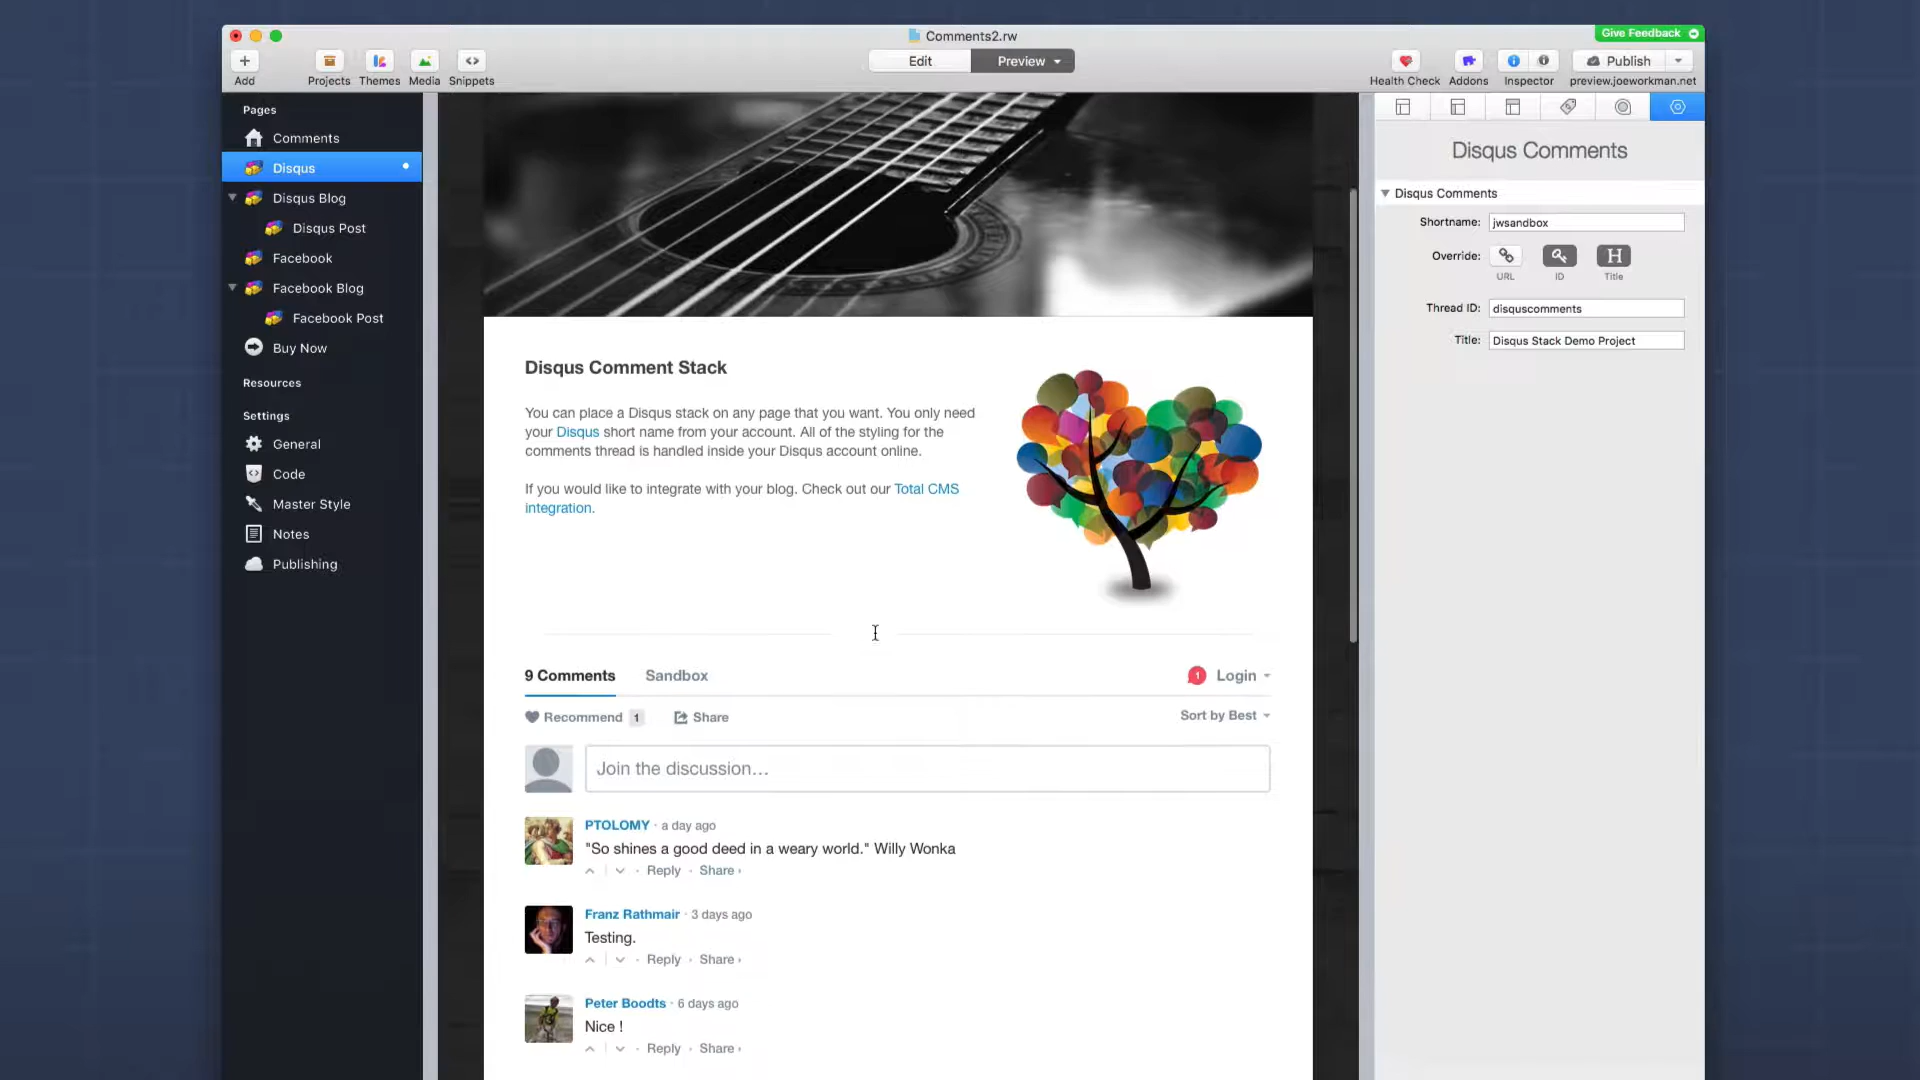 Comments2.rw
Give Feedback
Edit
Preview
Publish
Add
Projects
Themes
Media
Snippets
Health Check
Addons
Inspector
preview.joeworkman.net
Pages
Comments
Disqus
Disqus Blog
Disqus Post
Facebook
Facebook Blog
Facebook Post
Buy Now
Resources
Settings
General
Code
Master Style
Notes
Publishing
Disqus Comment Stack
You can place a Disqus stack on any page that you want. You only need
your Disqus short name from your account. All of the styling for the
comments thread is handled inside your Disqus account online.
If you would like to integrate with your blog. Check out our Total CMS
integration.
9 Comments
Sandbox
1
Login
Recommend 1
Share
Sort by Best
Join the discussion...
PTOLOMY · a day ago
"So shines a good deed in a weary world." Willy Wonka
Reply · Share ›
Franz Rathmair · 3 days ago
Testing.
Reply · Share ›
Peter Boodts · 6 days ago
Nice !
Reply · Share ›
Disqus Comments
Disqus Comments
Shortname: jwsandbox
Override:
H
URL
ID
Title
Thread ID: disquscomments
Title: Disqus Stack Demo Project